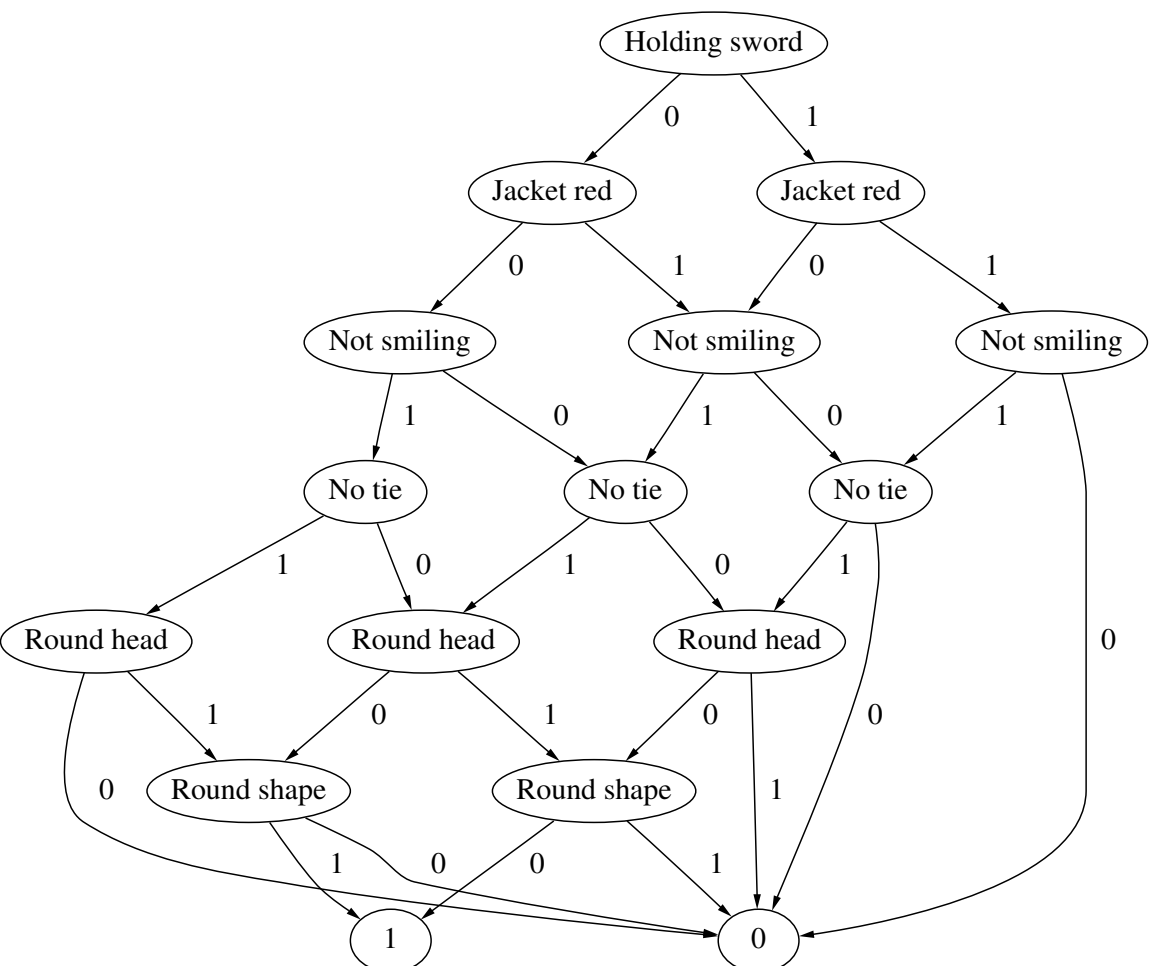 Holding sword
0 1
Jacket red Jacket red
0 1 0 1
Not smiling Not smiling Not smiling
1 0 1 0 1
No tie No tie No tie
1 0 1 0 1
Round head Round head Round head 0
1 0 1 0 0
0 Round shape Round shape 1
1 0 0 1
1 0